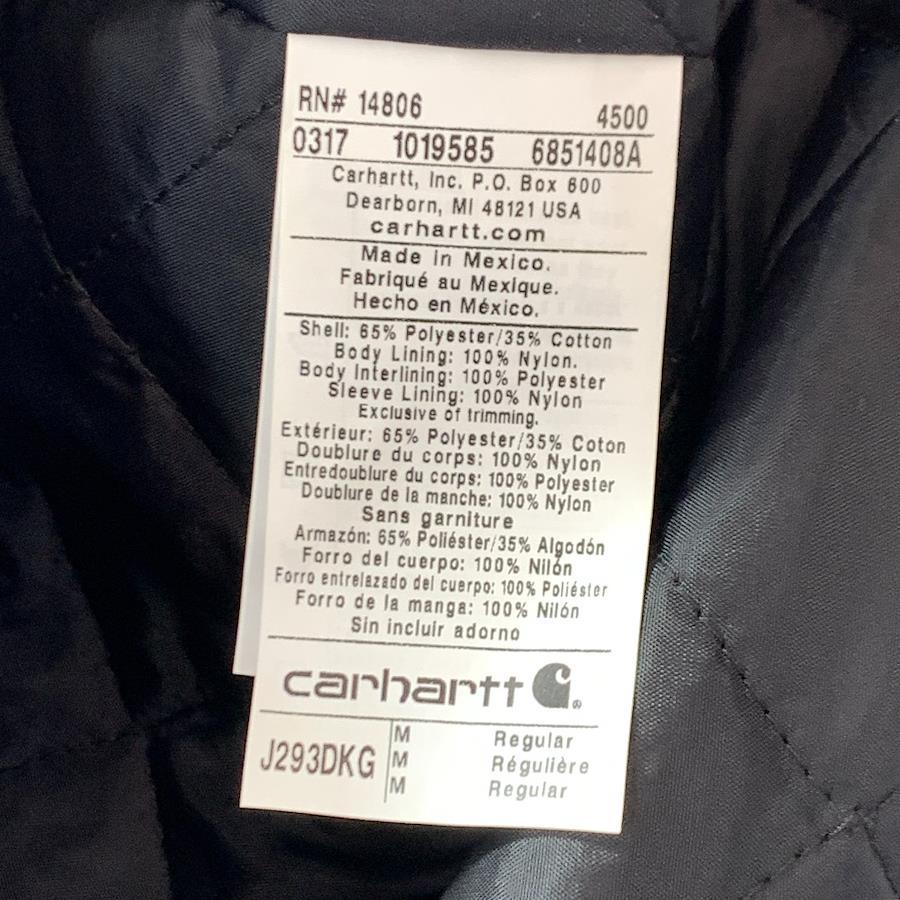 RN# 14806 4500
0317 1019585 6851408A
Carhartt, Inc. P.O. Box 600
Dearborn, MI 48121 USA
carhartt.com
Made in Mexico.
Fabriqué au Mexique.
Hecho en México.
Shell: 65% Polyester/35% Cotton
Body Lining: 100% Nylon.
Body Interlining: 100% Polyester
Sleeve Lining: 100% Nylon
Exclusive of trimming.
Extérieur: 65% Polyester/35% Coton
Doublure du corps: 100% Nylon
Entredoublure du corps: 100% Polyester
Doublure de la manche: 100% Nylon
Sans garniture
Armazón: 65% Poliéster/35% Algodón
Forro del cuerpo: 100% Nilón
Forro entrelazado del cuerpo: 100% Poliéster
Forro de la manga: 100% Nilón
Sin incluir adorno
carhartt ®
J293DKG
M Regular
M Régulière
M Regular